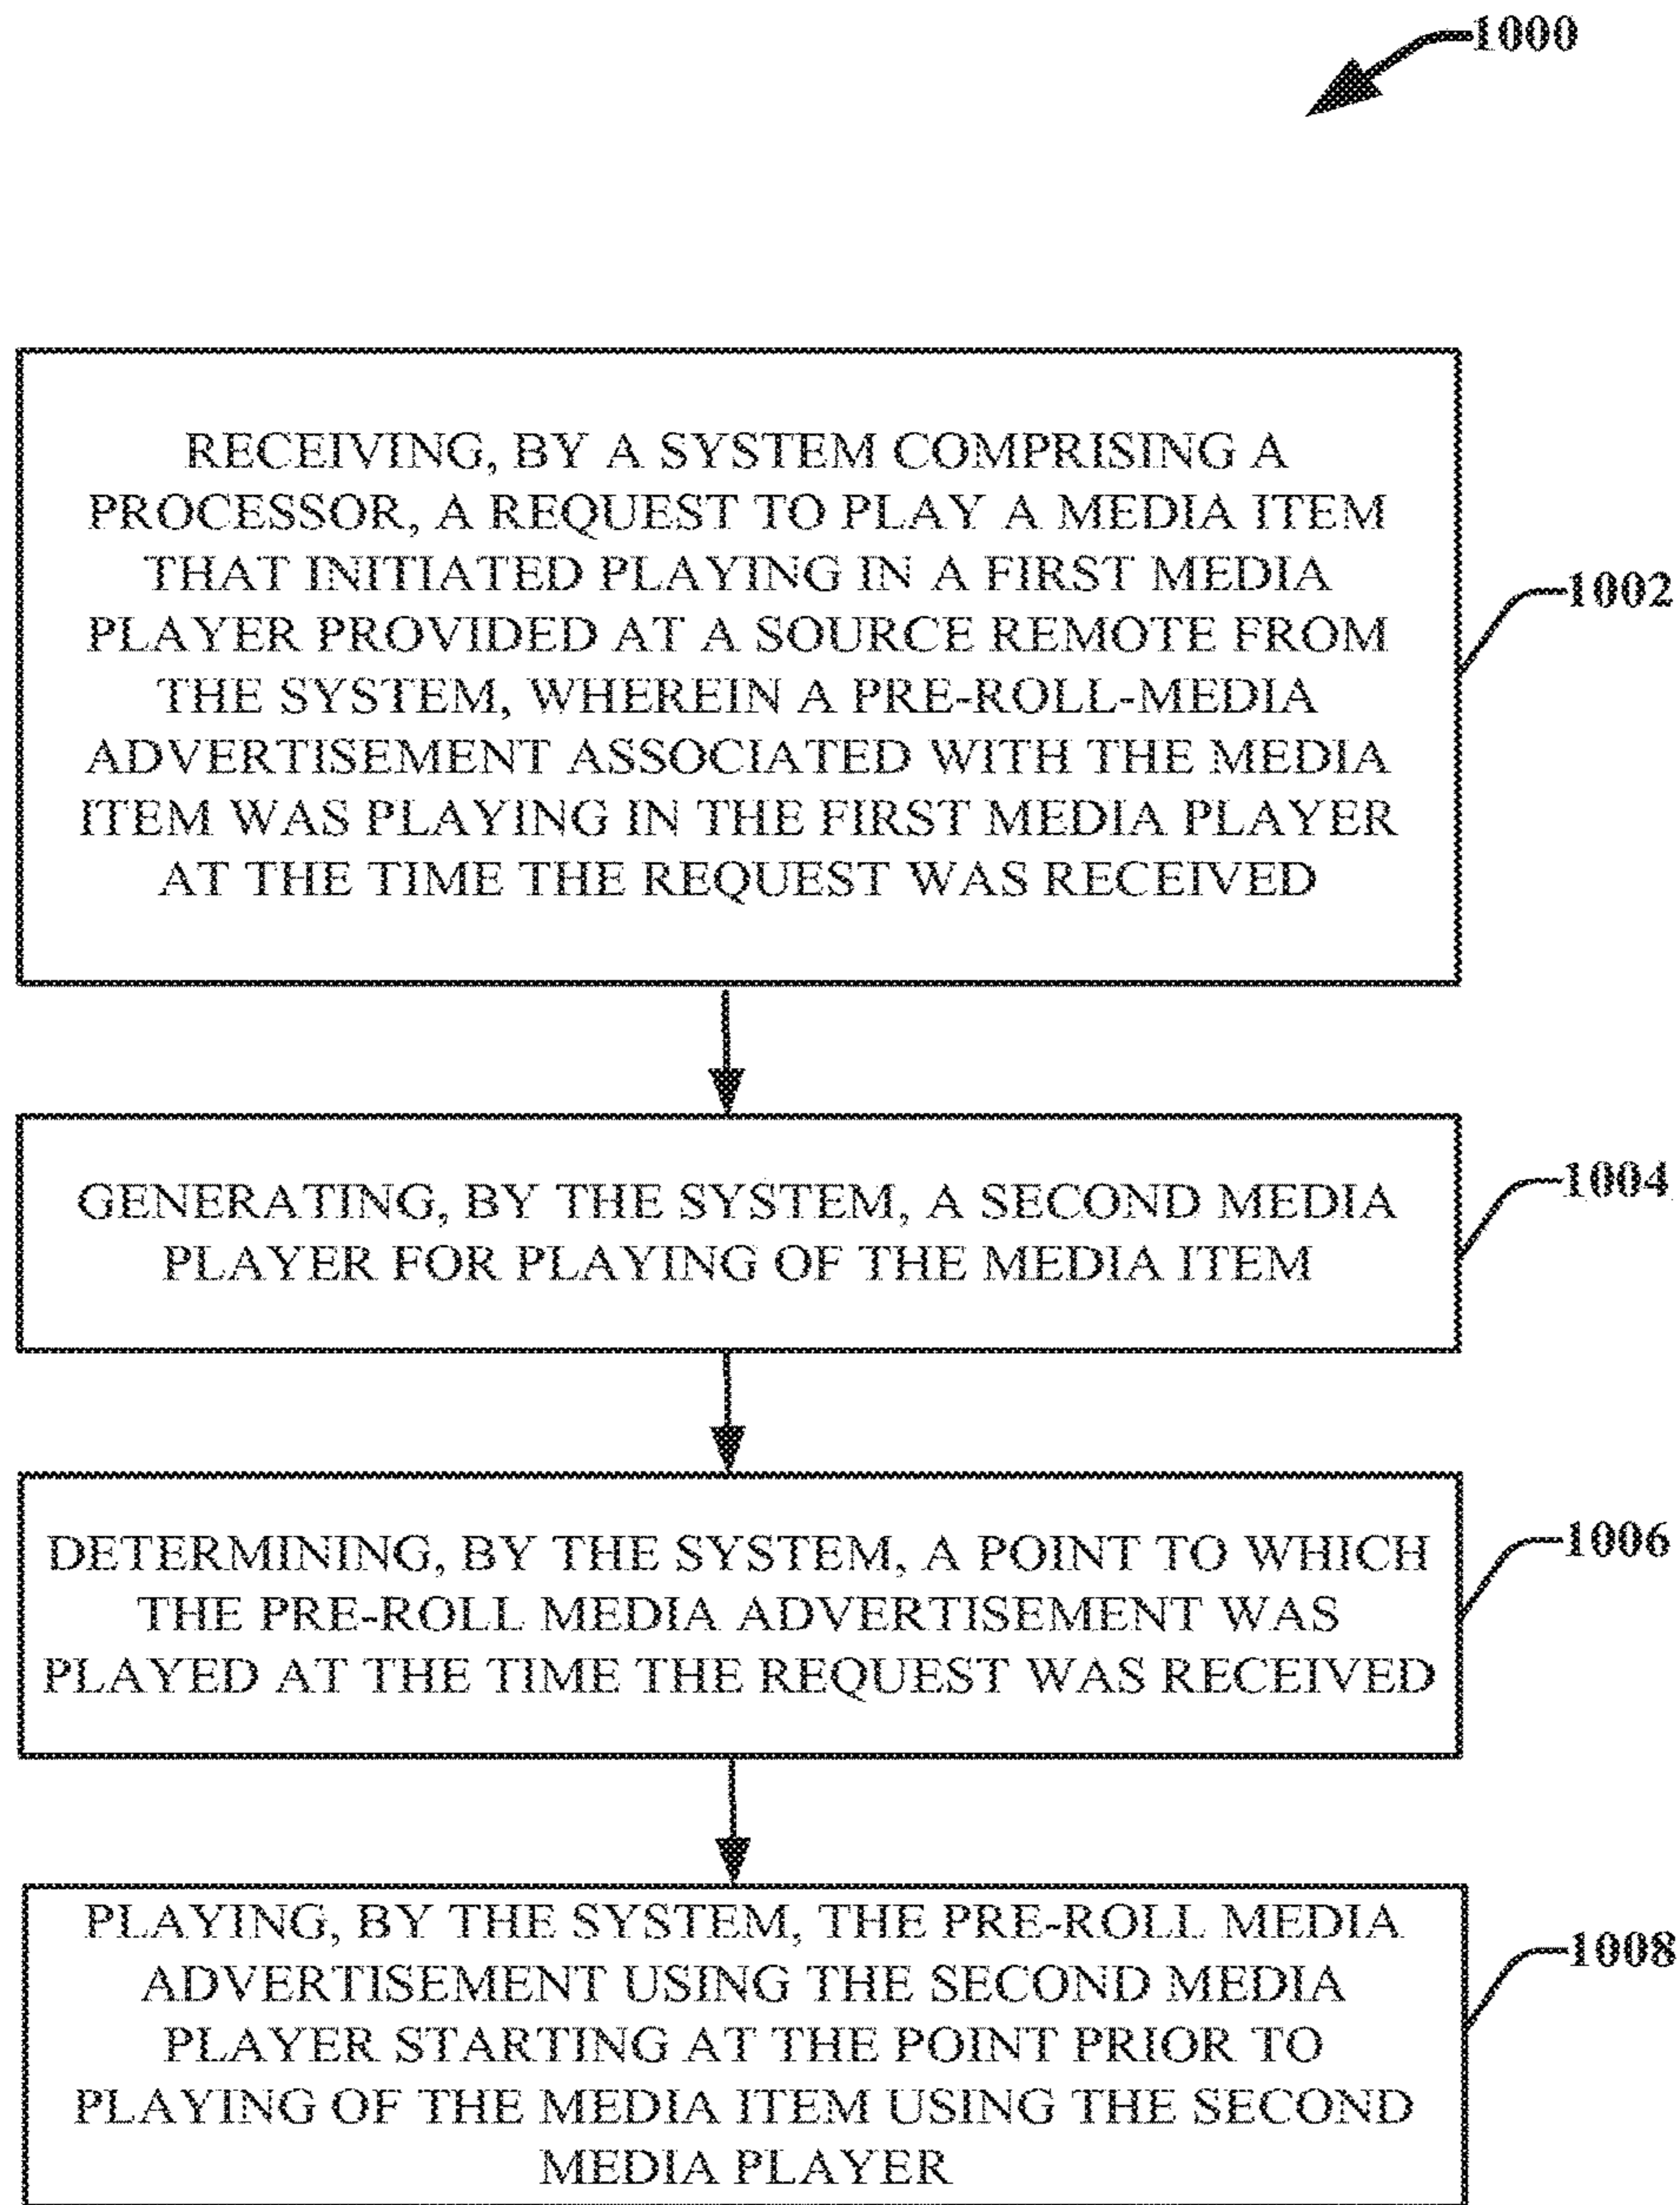 1000
RECEIVING, BY A SYSTEM COMPRISING A
PROCESSOR, A REQUEST TO PLAY A MEDIA ITEM
THAT INITIATED PLAYING IN A FIRST MEDIA
PLAYER PROVIDED AT A SOURCE REMOTE FROM
THE SYSTEM, WHEREIN A PRE-ROLL-MEDIA
ADVERTISEMENT ASSOCIATED WITH THE MEDIA
ITEM WAS PLAYING IN THE FIRST MEDIA PLAYER
AT THE TIME THE REQUEST WAS RECEIVED
1002
GENERATING, BY THE SYSTEM, A SECOND MEDIA
PLAYER FOR PLAYING OF THE MEDIA ITEM
1004
DETERMINING, BY THE SYSTEM, A POINT TO WHICH
THE PRE-ROLL MEDIA ADVERTISEMENT WAS
PLAYED AT THE TIME THE REQUEST WAS RECEIVED
1006
PLAYING, BY THE SYSTEM, THE PRE-ROLL MEDIA
ADVERTISEMENT USING THE SECOND MEDIA
PLAYER STARTING AT THE POINT PRIOR TO
PLAYING OF THE MEDIA ITEM USING THE SECOND
MEDIA PLAYER
1008